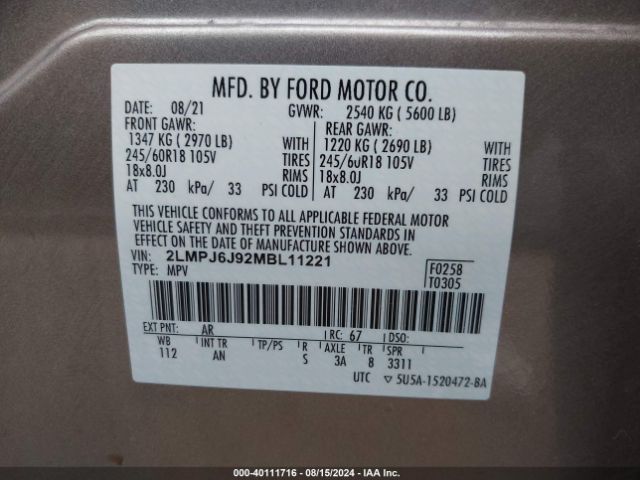 MFD. BY FORD MOTOR CO.
DATE: 08/21 GVWR: 2540 KG ( 5600 LB)
FRONT GAWR: REAR GAWR:
1347 KG ( 2970 LB) WITH 1220 KG ( 2690 LB) WITH
245/60R18 105V TIRES 245/60R18 105V TIRES
18x8.0J RIMS 18x8.0J RIMS
AT 230 kPa/ 33 PSI COLD AT 230 kPa/ 33 PSI COLD
THIS VEHICLE CONFORMS TO ALL APPLICABLE FEDERAL MOTOR
VEHICLE SAFETY AND THEFT PREVENTION STANDARDS IN
EFFECT ON THE DATE OF MANUFACTURE SHOWN ABOVE.
VIN: 2LMPJ6J92MBL11221 F0258
TYPE: MPV T0305
EXT PNT: AR RC: 67 DSO:
WB INT TR TP/PS R AXLE TR SPR
112 AN S 3A 8 3311
UTC ▽ 5U5A-1520472-BA
COPART - 40111716 - 08/15/2024 - IAA, Inc.